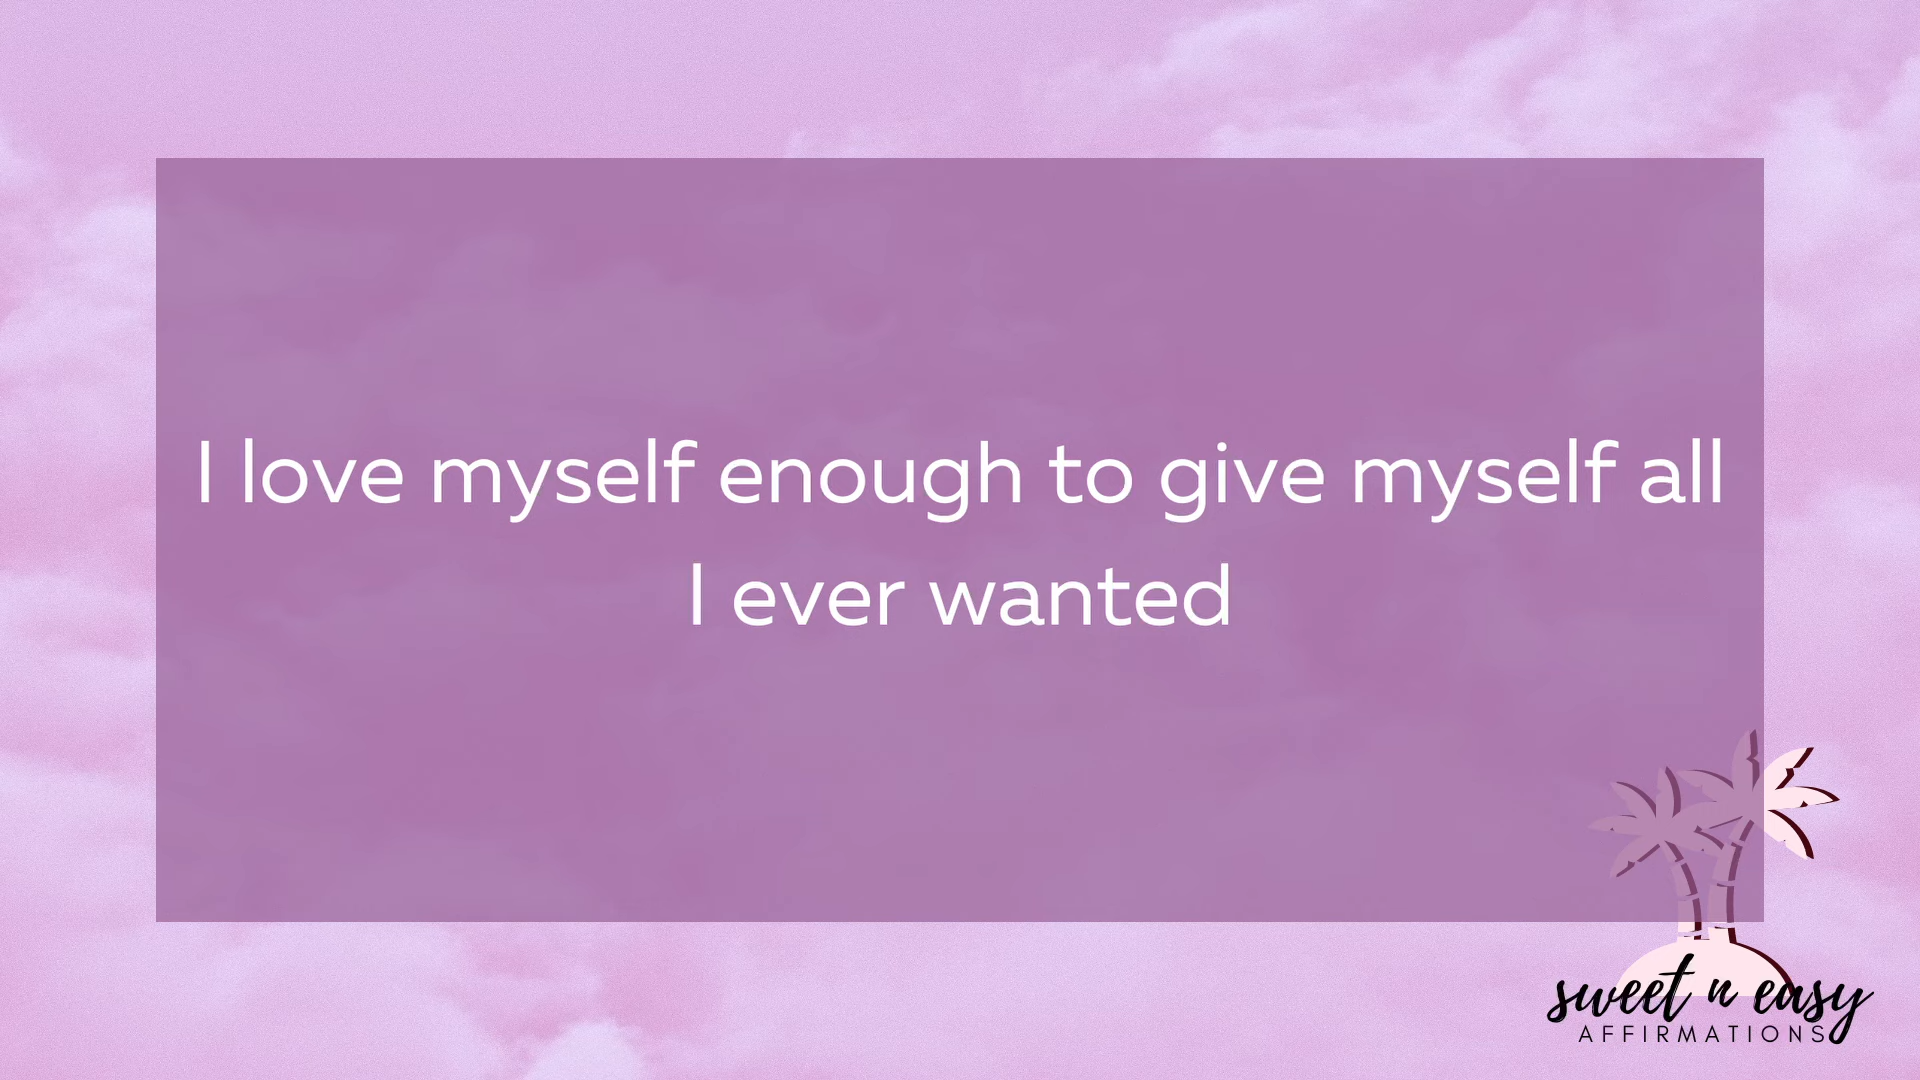 I love myself enough to give myself all
I ever wanted
sweet n easy
AFFIRMATIONS